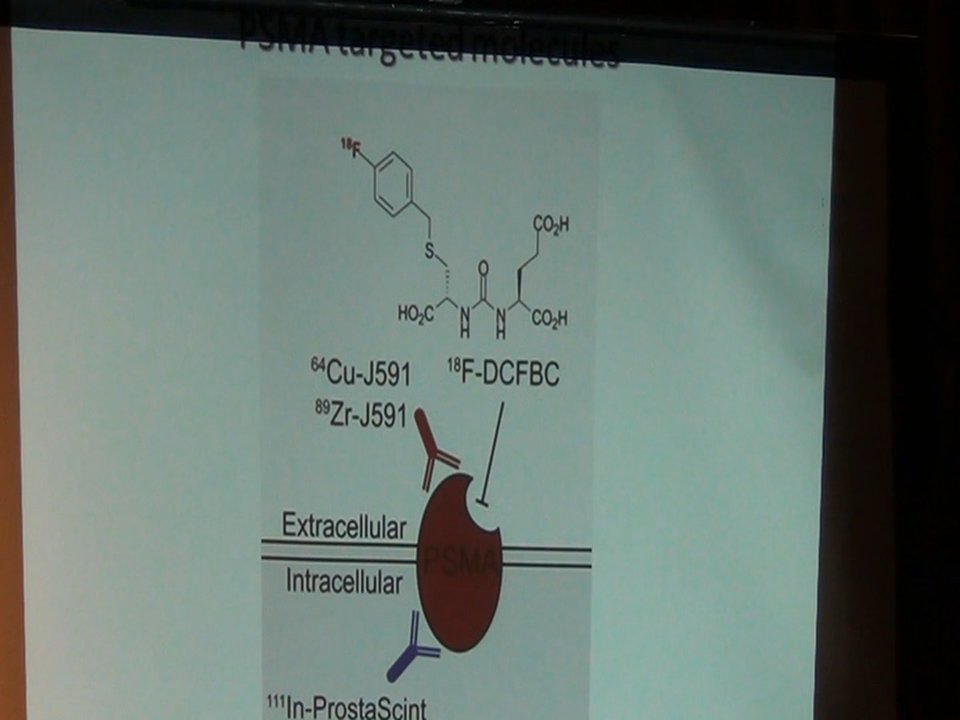 PSMA targeted molecules
¹⁸F
CO₂H
S
O
HO₂C
N
H
N
H
CO₂H
⁶⁴Cu-J591
¹⁸F-DCFBC
⁸⁹Zr-J591
Extracellular
PSMA
Intracellular
¹¹¹In-ProstaScint